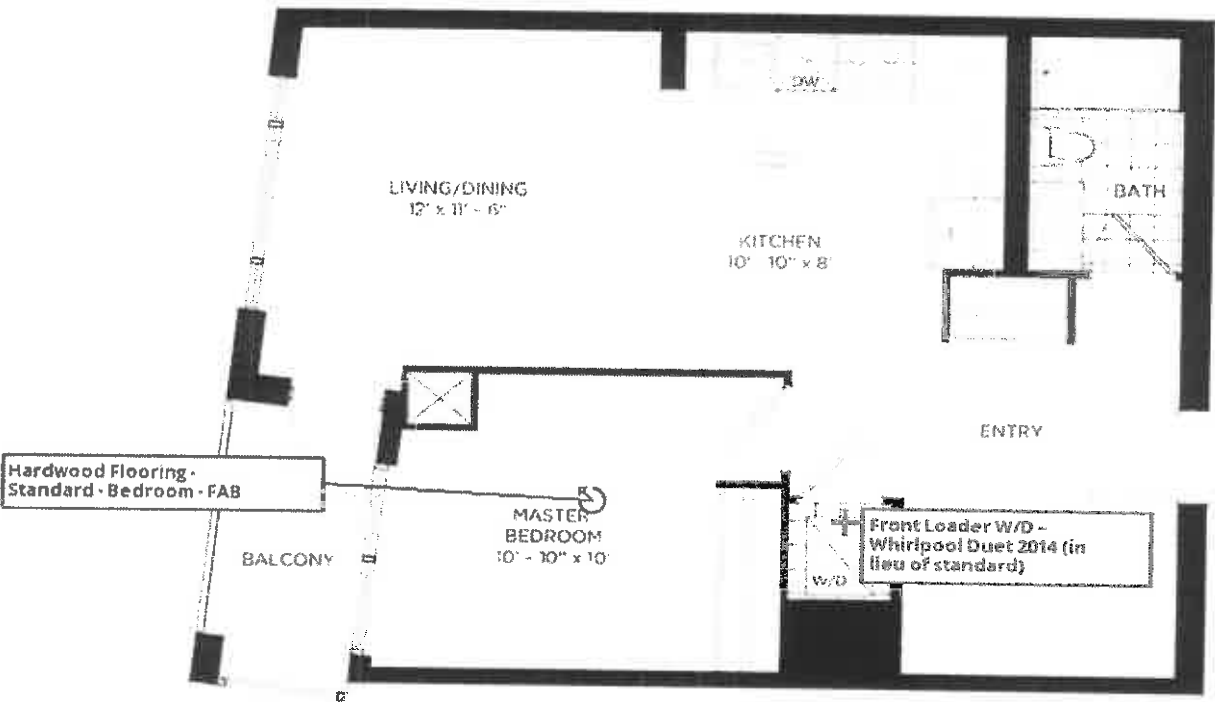 DW
LIVING/DINING
12' x 11' - 6"
BATH
KITCHEN
10' - 10" x 8'
ENTRY
Hardwood Flooring -
Standard - Bedroom - FAB
MASTER
BEDROOM
10' - 10" x 10'
BALCONY
Front Loader W/D -
Whirlpool Duet 2014 (in
lieu of standard)
W/D